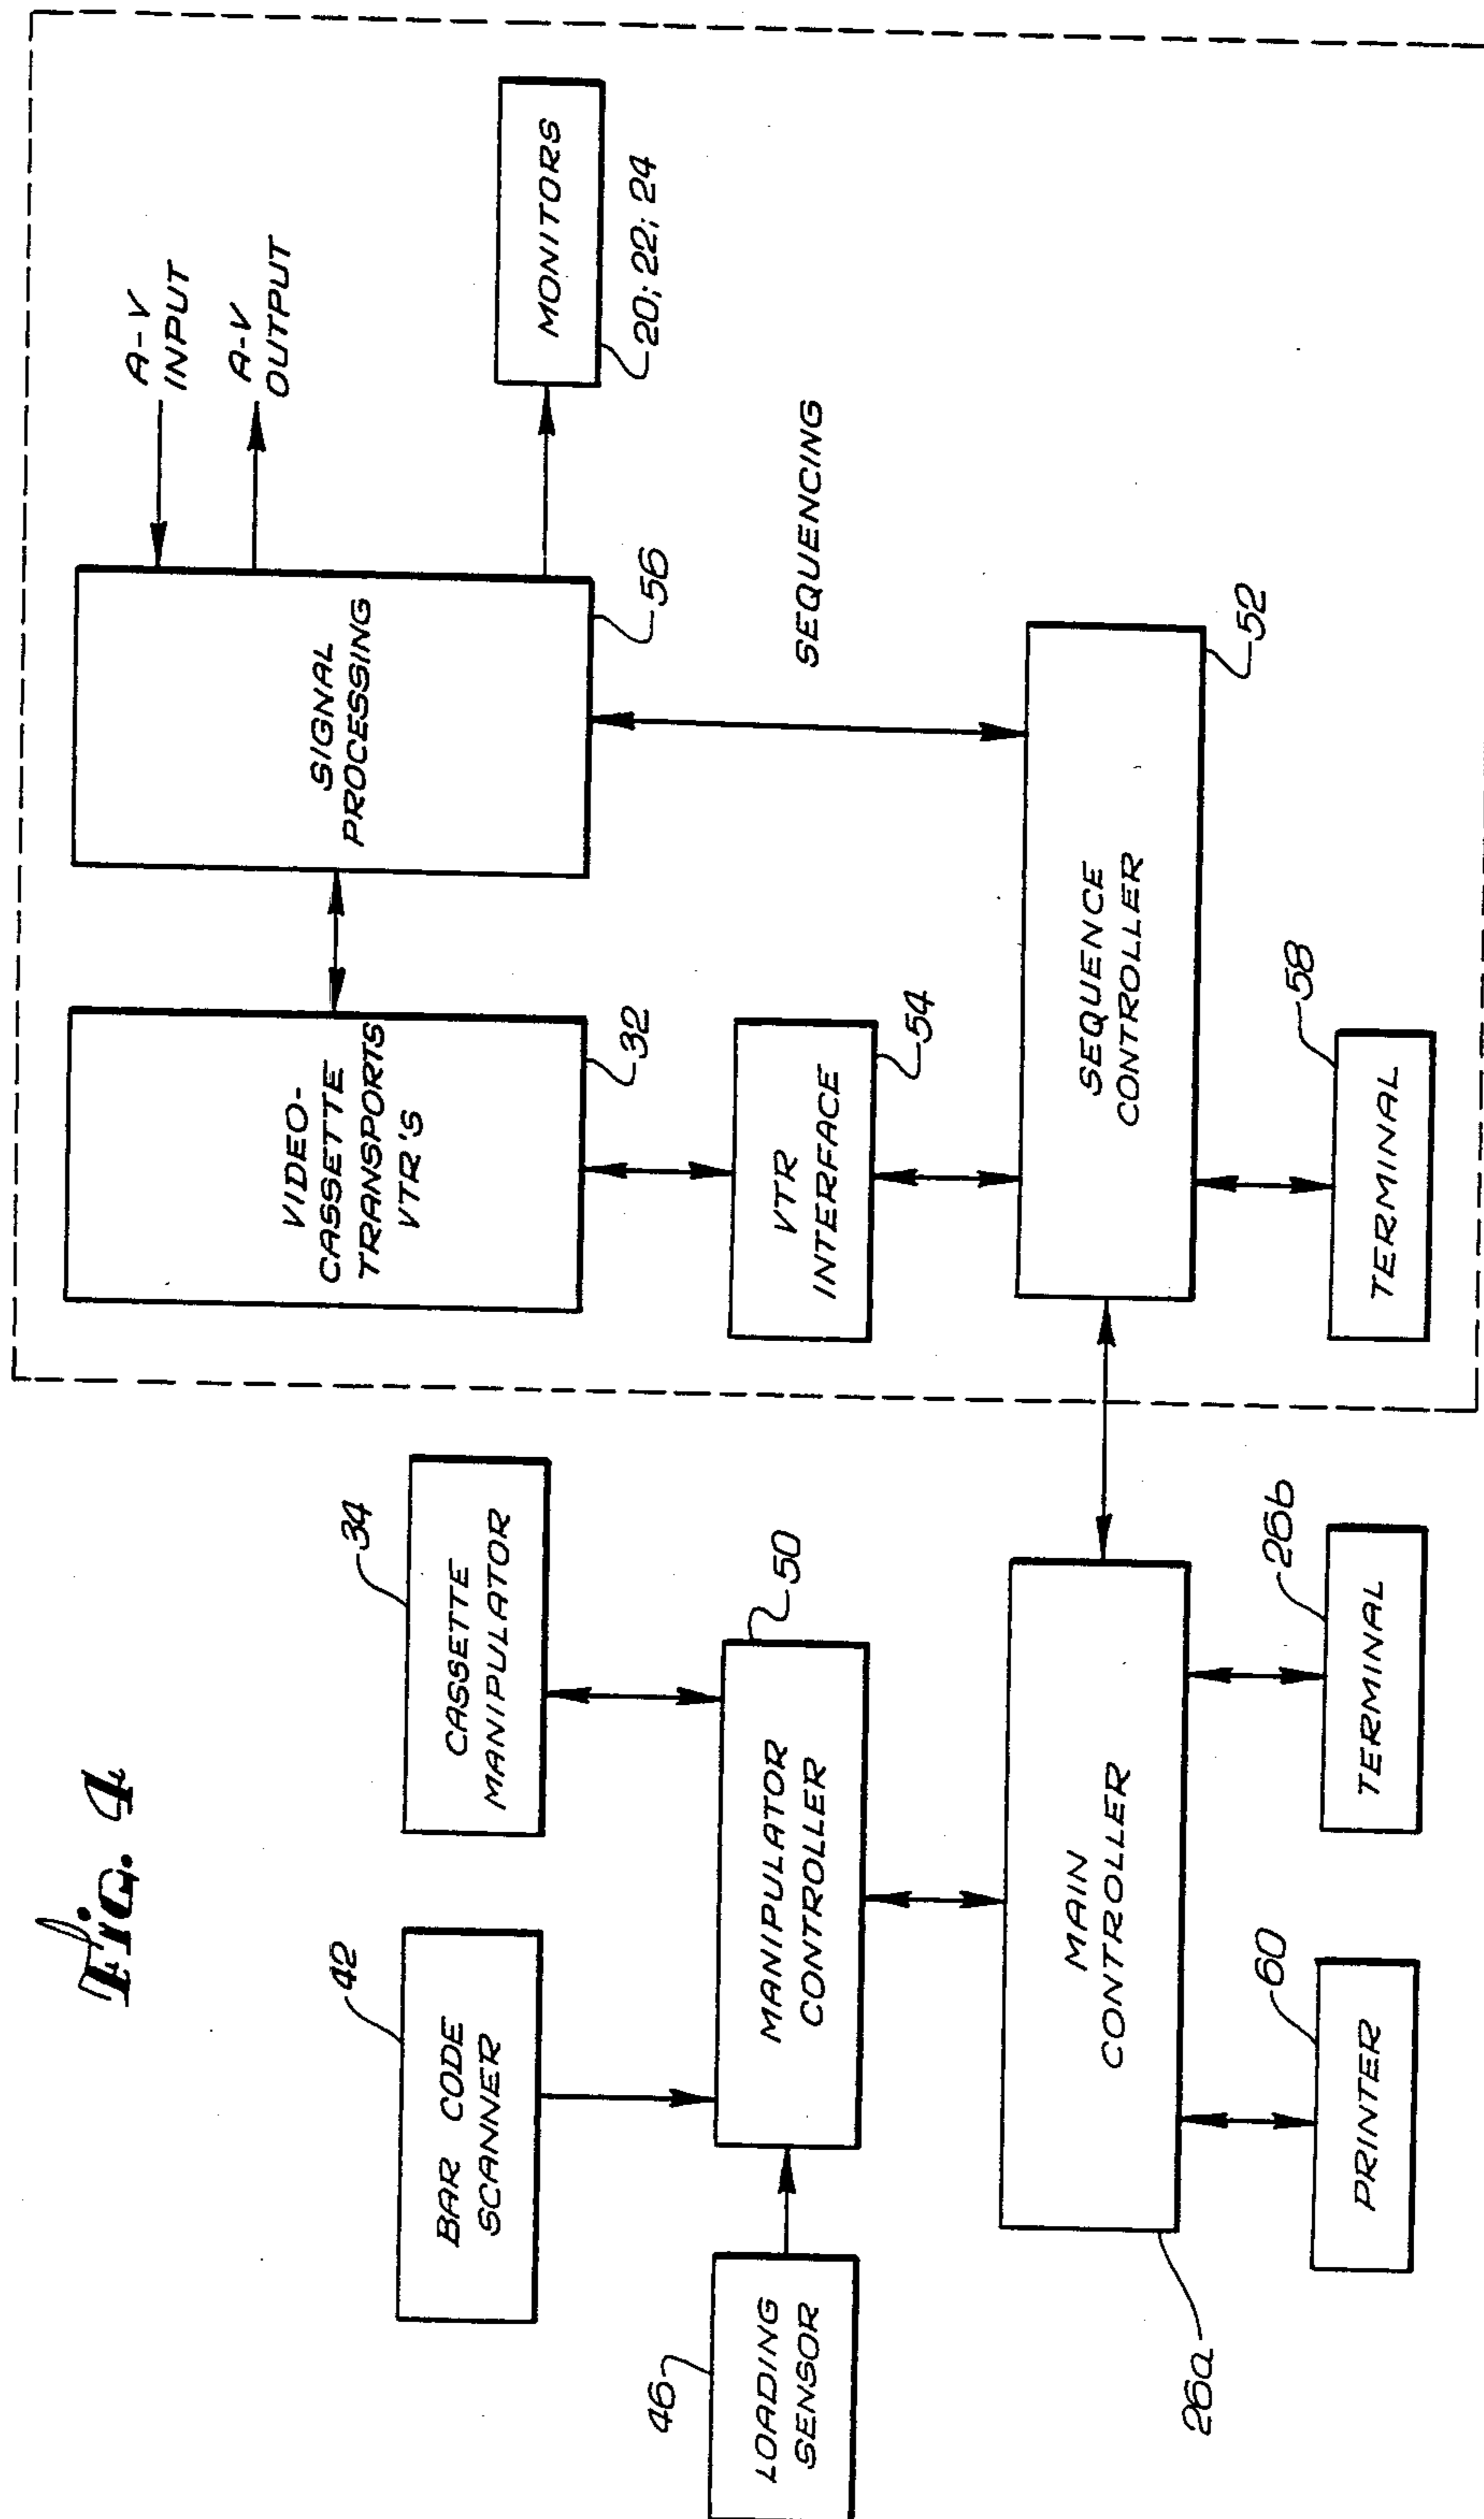 Fig. 4
46
LOADING
SENSOR
42
BAR CODE
SCANNER
34
CASSETTE
MANIPULATOR
MANIPULATOR
CONTROLLER
50
MAIN
CONTROLLER
26a
PRINTER
60
TERMINAL
26b
VIDEO-
CASSETTE
TRANSPORTS
VTR'S
32
SIGNAL
PROCESSING
56
A-V
INPUT
A-V
OUTPUT
MONITORS
20; 22; 24
VTR
INTERFACE
54
SEQUENCING
SEQUENCE
CONTROLLER
52
TERMINAL
58